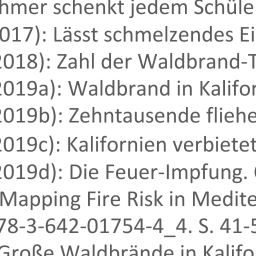 hmer schenkt jedem Schüle
017): Lässt schmelzendes Ei
2018): Zahl der Waldbrand-T
2019a): Waldbrand in Kalifor
2019b): Zehntausende fliehe
2019c): Kalifornien verbietet
2019d): Die Feuer-Impfung.
Mapping Fire Risk in Medite
78-3-642-01754-4_4. S. 41-5
Große Waldbrände in Kalifo